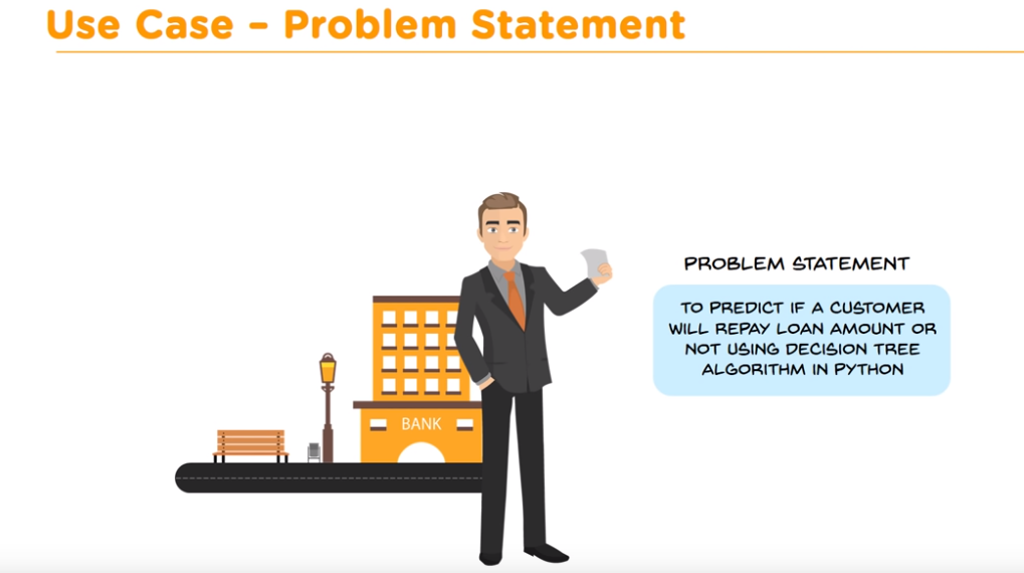 Use Case – Problem Statement
PROBLEM STATEMENT
TO PREDICT IF A CUSTOMER
WILL REPAY LOAN AMOUNT OR
NOT USING DECISION TREE
ALGORITHM IN PYTHON
BANK